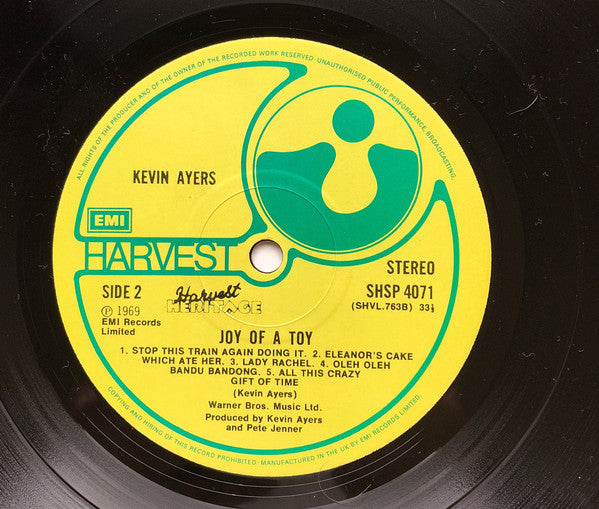 ALL RIGHTS OF THE PRODUCER AND OF THE OWNER OF THE RECORDED WORK RESERVED. UNAUTHORISED PUBLIC PERFORMANCE, BROADCASTING,
KEVIN AYERS
EMI
HARVEST
STEREO
SIDE 2
Harvest
HERITAGE
SHSP 4071
(SHVL.763B) 33⅓
℗ 1969
EMI Records
Limited
JOY OF A TOY
1. STOP THIS TRAIN AGAIN DOING IT. 2. ELEANOR'S CAKE
WHICH ATE HER. 3. LADY RACHEL. 4. OLEH OLEH
BANDU BANDONG. 5. ALL THIS CRAZY
GIFT OF TIME
(Kevin Ayers)
Warner Bros. Music Ltd.
Produced by Kevin Ayers
and Pete Jenner
COPYING AND HIRING OF THIS RECORD PROHIBITED · MANUFACTURED IN THE UK BY EMI RECORDS LIMITED.